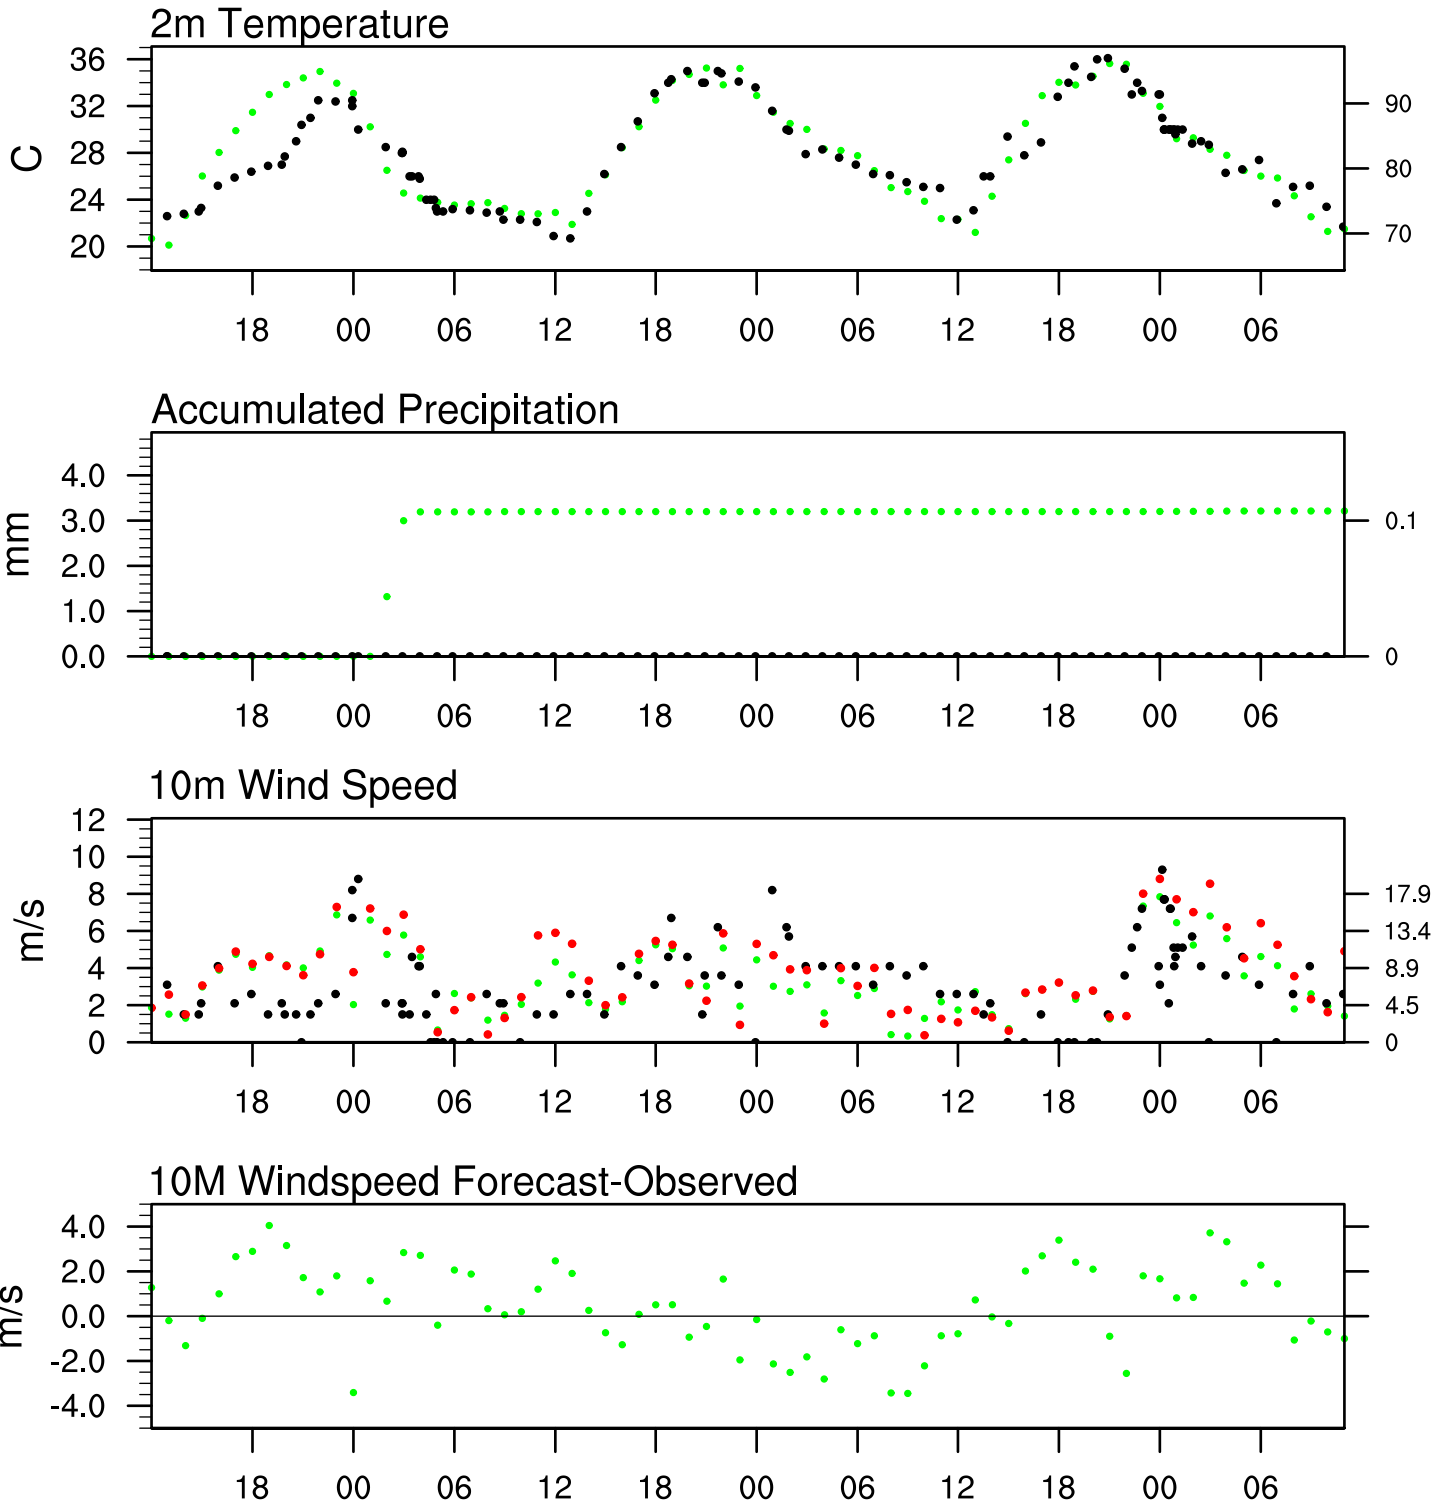 2m Temperature
36
32
28
24
20
C
90
80
70
18 00 06 12 18 00 06 12 18 00 06
Accumulated Precipitation
4.0
3.0
2.0
1.0
0.0
mm
0.1
0
18 00 06 12 18 00 06 12 18 00 06
10m Wind Speed
12
10
8
6
4
2
0
m/s
17.9
13.4
8.9
4.5
0
18 00 06 12 18 00 06 12 18 00 06
10M Windspeed Forecast-Observed
4.0
2.0
0.0
-2.0
-4.0
m/s
18 00 06 12 18 00 06 12 18 00 06